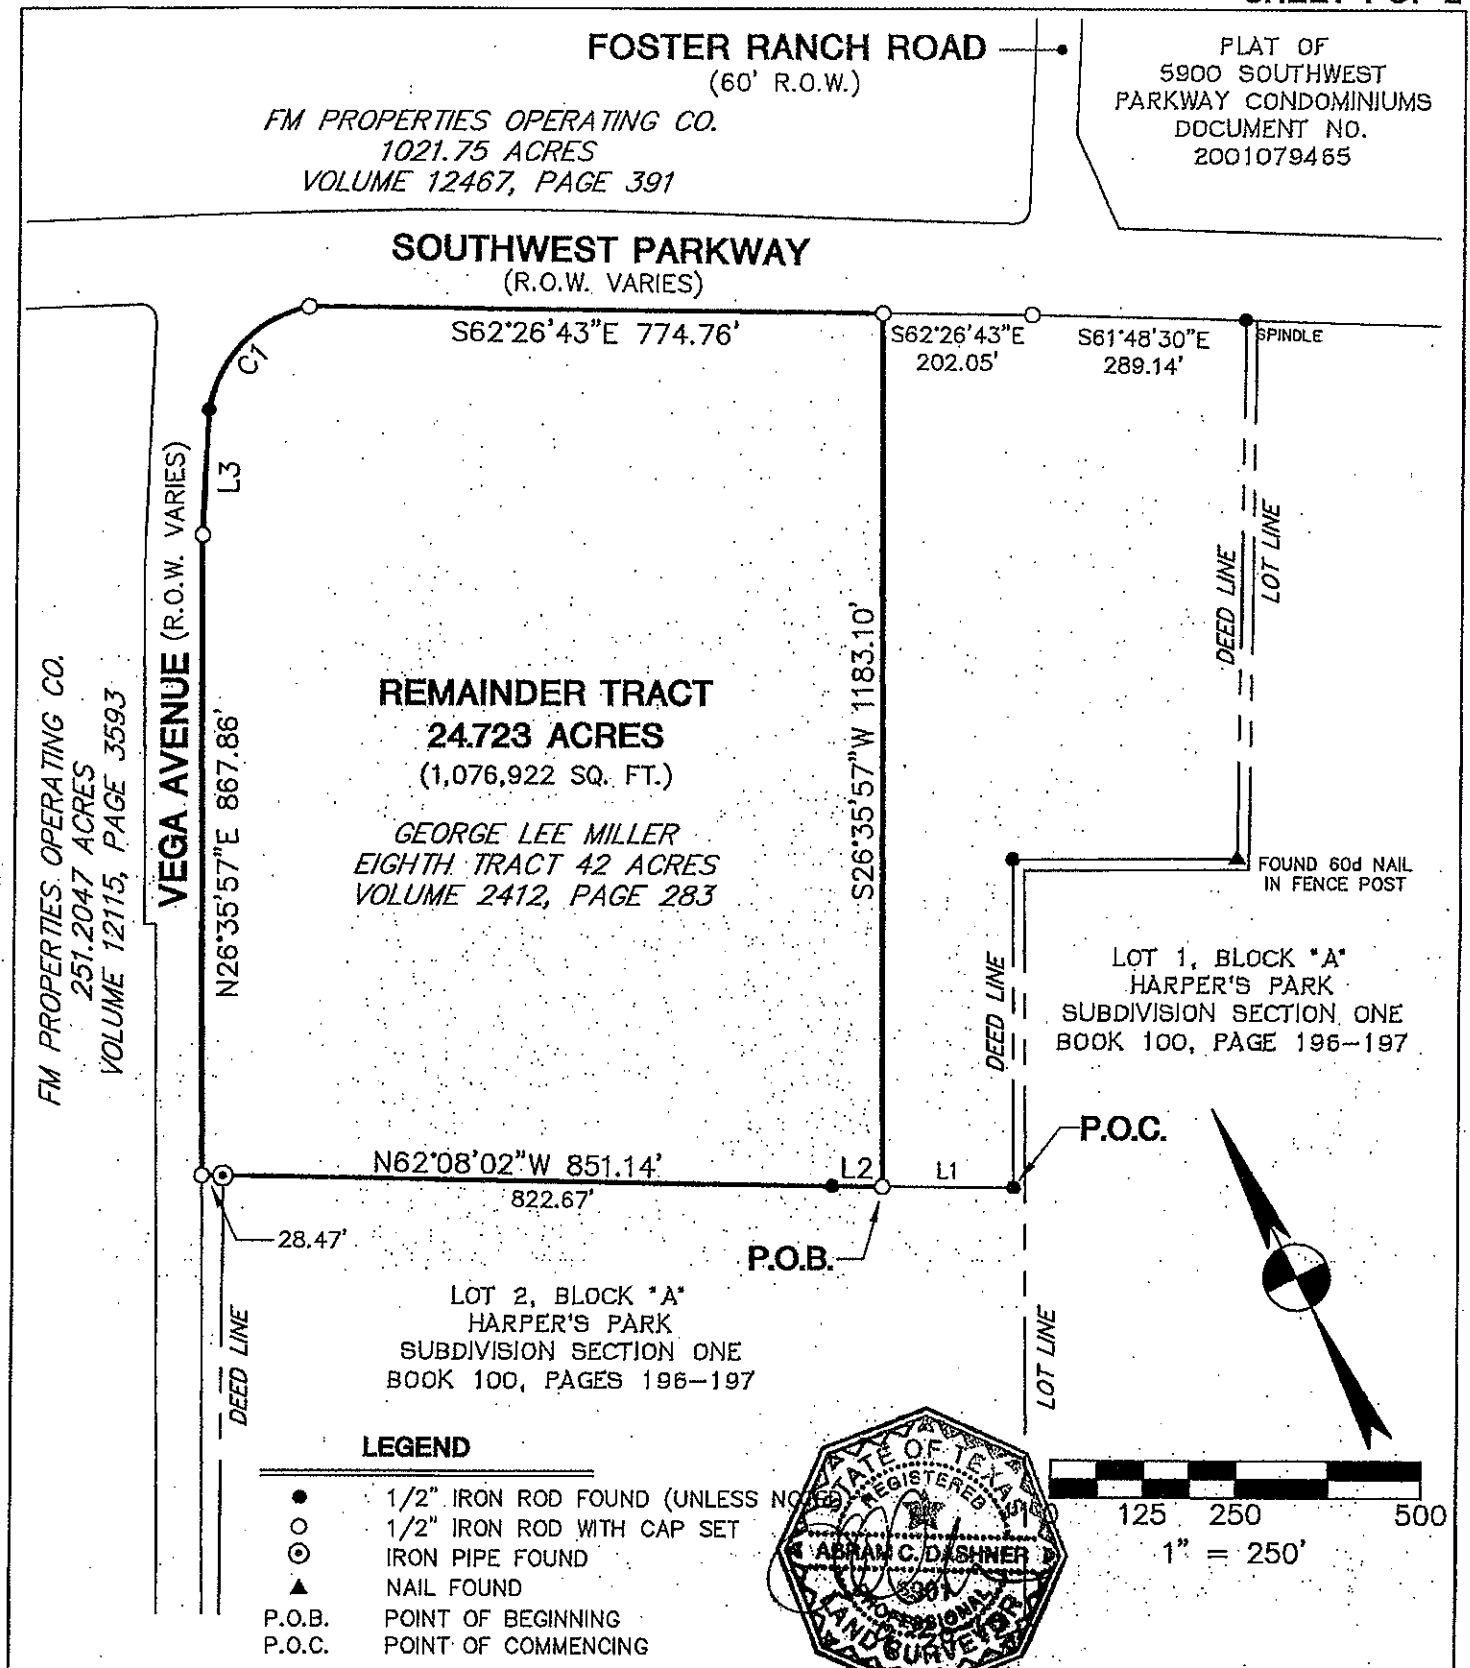 FOSTER RANCH ROAD
(60' R.O.W.)
PLAT OF
5900 SOUTHWEST
PARKWAY CONDOMINIUMS
DOCUMENT NO.
2001079465
FM PROPERTIES OPERATING CO.
1021.75 ACRES
VOLUME 12467, PAGE 391
SOUTHWEST PARKWAY
(R.O.W. VARIES)
S62°26'43"E 774.76'
S62°26'43"E
202.05'
S61°48'30"E
289.14'
SPINDLE
C1
L3
VEGA AVENUE (R.O.W. VARIES)
N26°35'57"E 867.86'
FM PROPERTIES OPERATING CO.
251.2047 ACRES
VOLUME 12115, PAGE 3593
REMAINDER TRACT
24.723 ACRES
(1,076,922 SQ. FT.)
GEORGE LEE MILLER
EIGHTH TRACT 42 ACRES
VOLUME 2412, PAGE 283
S26°35'57"W 1183.10'
DEED LINE
LOT LINE
FOUND 60d NAIL
IN FENCE POST
DEED LINE
LOT 1, BLOCK "A"
HARPER'S PARK
SUBDIVISION SECTION ONE
BOOK 100, PAGE 196-197
P.O.C.
N62°08'02"W 851.14'
822.67'
L2
L1
28.47'
P.O.B.
DEED LINE
LOT 2, BLOCK "A"
HARPER'S PARK
SUBDIVISION SECTION ONE
BOOK 100, PAGES 196-197
LOT LINE
LEGEND
1/2" IRON ROD FOUND (UNLESS
1/2" IRON ROD WITH CAP SET
IRON PIPE FOUND
NAIL FOUND
P.O.B. POINT OF BEGINNING
P.O.C. POINT OF COMMENCING
STATE OF TEXAS
REGISTERED
ABRAM C. DASHNER
PROFESSIONAL
LAND SURVEYOR
125 250 500
1" = 250'